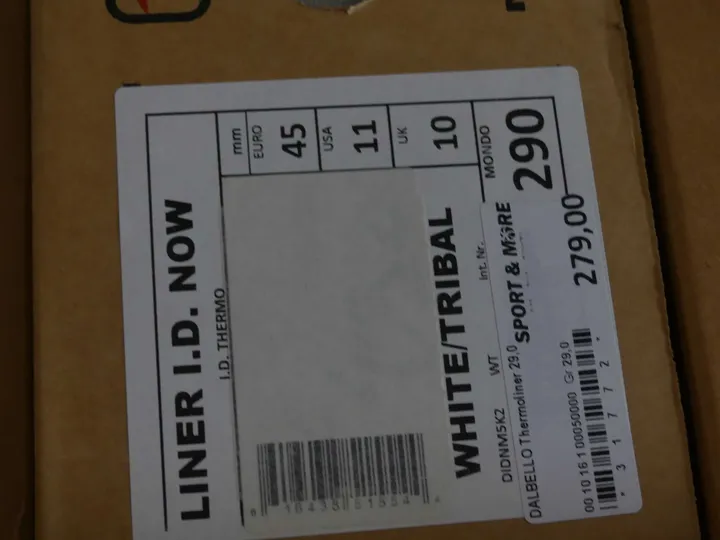 LINER I.D. NOW
I.D. THERMO
mm
EURO
45
USA
11
UK
10
MONDO
290
WHITE/TRIBAL
Int. Nr.
DIDNM5K2 WT
SPORT & MORE
DALBELLO Thermoliner 29,0
279,00
00 10 16 1 00050000 Gr 29,0
* 3 1 7 7 2 *